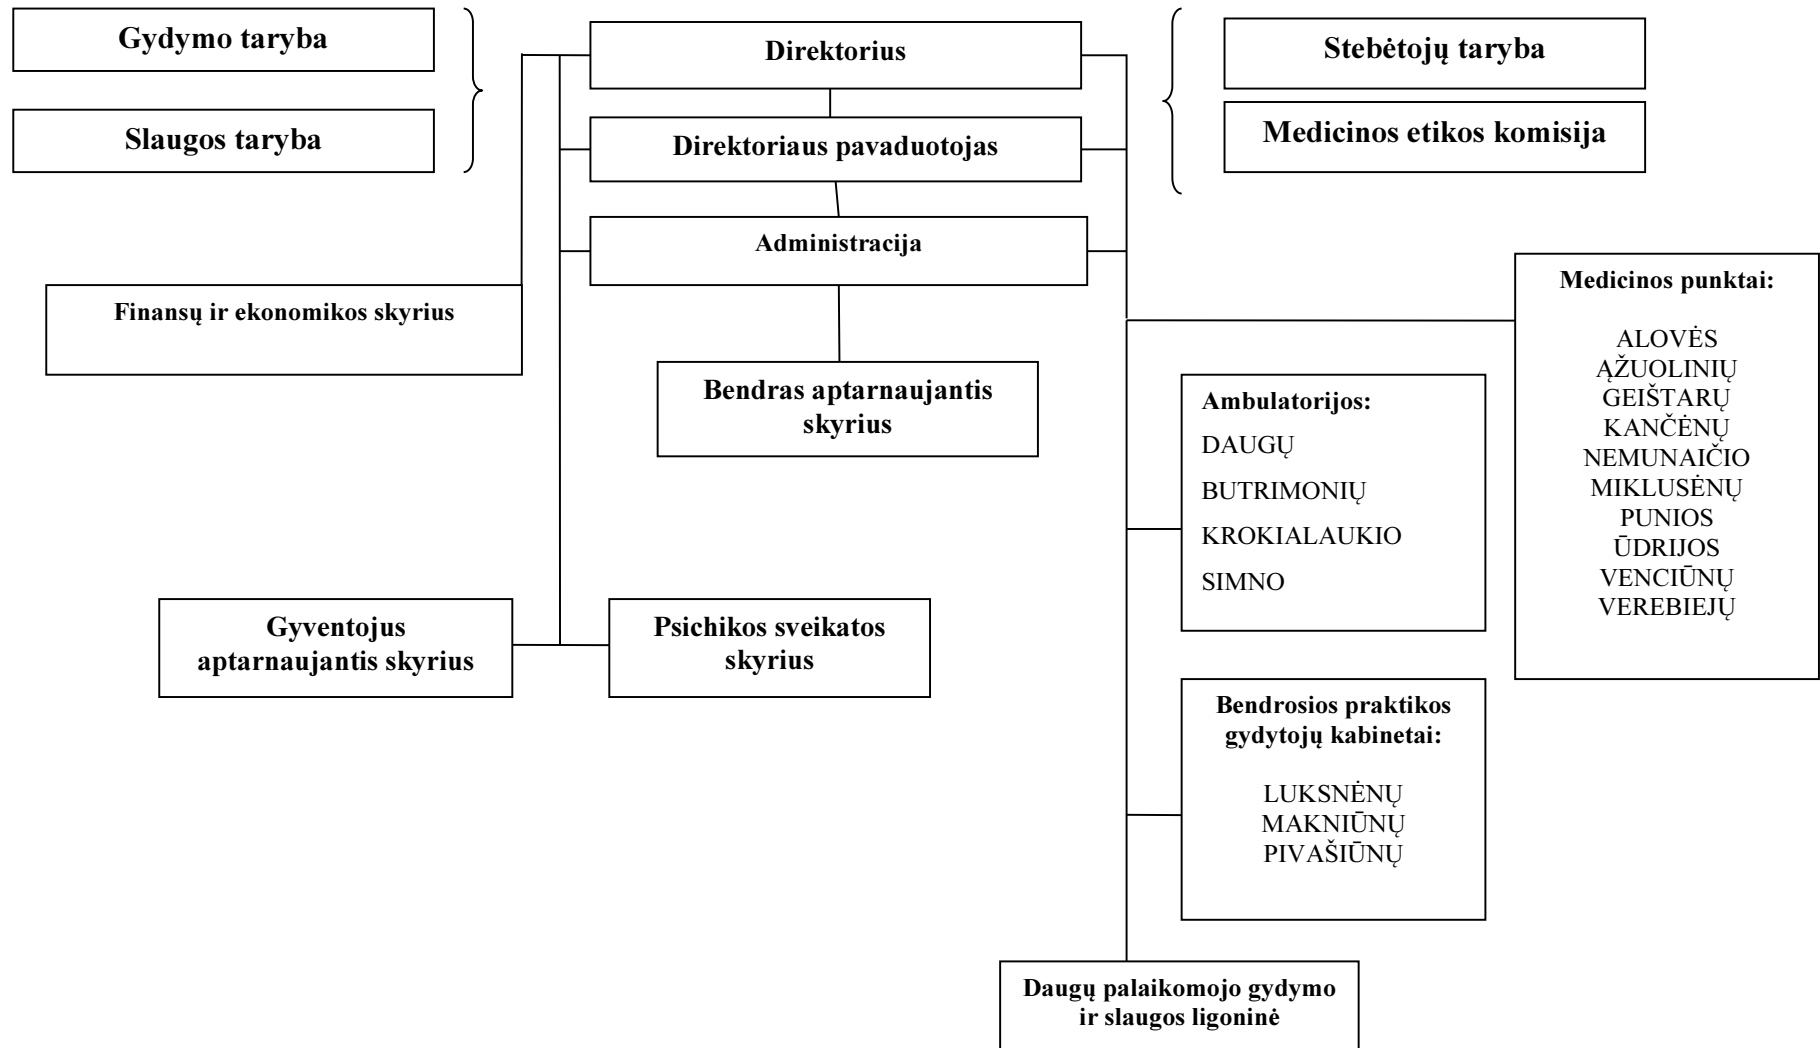 Gydymo taryba
Slaugos taryba
Direktorius
Direktoriaus pavaduotojas
Administracija
Stebėtojų taryba
Medicinos etikos komisija
Finansų ir ekonomikos skyrius
Bendras aptarnaujantis
skyrius
Gyventojus
aptarnaujantis skyrius
Psichikos sveikatos
skyrius
Ambulatorijos:
DAUGŲ
BUTRIMONIŲ
KROKIALAUKIO
SIMNO
Medicinos punktai:
ALOVĖS
ĄŽUOLINIŲ
GEIŠTARŲ
KANČĖNŲ
NEMUNAIČIO
MIKLUSĖNŲ
PUNIOS
ŪDRIJOS
VENCIŪNŲ
VEREBIEJŲ
Bendrosios praktikos
gydytojų kabinetai:
LUKSNĖNŲ
MAKNIŪNŲ
PIVAŠIŪNŲ
Daugų palaikomojo gydymo
ir slaugos ligoninė